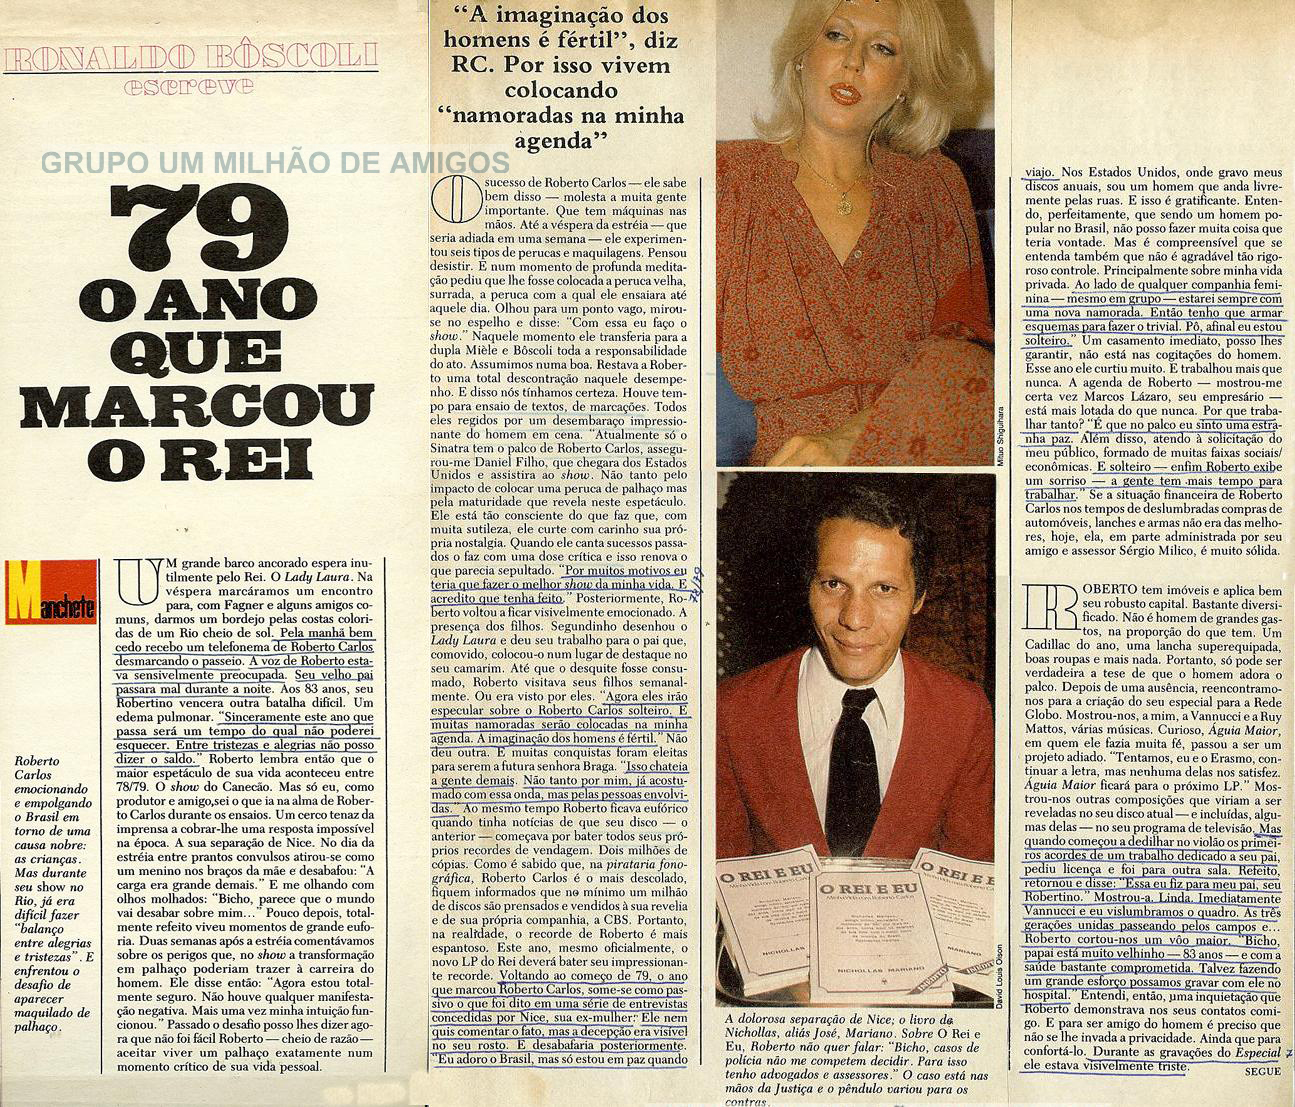 RONALDO BÔSCOLI
escreve
GRUPO UM MILHÃO DE AMIGOS
79
O ANO
QUE
MARCOU
O REI
Manchete
Roberto
Carlos
emocionando
e empolgando
o Brasil em
torno de uma
causa nobre:
as crianças.
Mas durante
seu show no
Rio, já era
difícil fazer
“balanço
entre alegrias
e tristezas”. E
enfrentou o
desafio de
aparecer
maquilado de
palhaço.
UM grande barco ancorado espera inu-
tilmente pelo Rei. O Lady Laura. Na
véspera marcáramos um encontro
para, com Fagner e alguns amigos co-
muns, darmos um bordejo pelas costas colori-
das de um Rio cheio de sol. Pela manhã bem
cedo recebo um telefonema de Roberto Carlos
desmarcando o passeio. A voz de Roberto esta-
va sensivelmente preocupada. Seu velho pai
passara mal durante a noite. Aos 83 anos, seu
Robertino vencera outra batalha difícil. Um
edema pulmonar. “Sinceramente este ano que
passa será um tempo do qual não poderei
esquecer. Entre tristezas e alegrias não posso
dizer o saldo.” Roberto lembra então que o
maior espetáculo de sua vida aconteceu entre
78/79. O show do Canecão. Mas só eu, como
produtor e amigo,sei o que ia na alma de Rober-
to Carlos durante os ensaios. Um cerco tenaz da
imprensa a cobrar-lhe uma resposta impossível
na época. A sua separação de Nice. No dia da
estréia entre prantos convulsos atirou-se como
um menino nos braços da mãe e desabafou: “A
carga era grande demais.” E me olhando com
olhos molhados: “Bicho, parece que o mundo
vai desabar sobre mim...” Pouco depois, total-
mente refeito viveu momentos de grande eufo-
ria. Duas semanas após a estréia comentávamos
sobre os perigos que, no show a transformação
em palhaço poderiam trazer à carreira do
homem. Ele disse então: “Agora estou total-
mente seguro. Não houve qualquer manifesta-
ção negativa. Mais uma vez minha intuição fun-
cionou.” Passado o desafio posso lhes dizer ago-
ra que não foi fácil Roberto — cheio de razão —
aceitar viver um palhaço exatamente num
momento crítico de sua vida pessoal.
“A imaginação dos
homens é fértil”, diz
RC. Por isso vivem
colocando
“namoradas na minha
agenda”
O sucesso de Roberto Carlos — ele sabe
bem disso — molesta a muita gente
importante. Que tem máquinas nas
mãos. Até a véspera da estréia — que
seria adiada em uma semana — ele experimen-
tou seis tipos de perucas e maquilagens. Pensou
desistir. E num momento de profunda medita-
ção pediu que lhe fosse colocada a peruca velha,
surrada, a peruca com a qual ele ensaiara até
aquele dia. Olhou para um ponto vago, mirou-
se no espelho e disse: “Com essa eu faço o
show.” Naquele momento ele transferia para a
dupla Mièle e Bôscoli toda a responsabilidade
do ato. Assumimos numa boa. Restava a Rober-
to uma total descontração naquele desempe-
nho. E disso nós tínhamos certeza. Houve tem-
po para ensaio de textos, de marcações. Todos
eles regidos por um desembaraço impressio-
nante do homem em cena. “Atualmente só o
Sinatra tem o palco de Roberto Carlos, assegu-
rou-me Daniel Filho, que chegara dos Estados
Unidos e assistira ao show. Não tanto pelo
impacto de colocar uma peruca de palhaço mas
pela maturidade que revela neste espetáculo.
Ele está tão consciente do que faz que, com
muita sutileza, ele curte com carinho sua pró-
pria nostalgia. Quando ele canta sucessos passa-
dos o faz com uma dose crítica e isso renova o
que parecia sepultado. “Por muitos motivos eu
teria que fazer o melhor show da minha vida. E
acredito que tenha feito.” Posteriormente, Ro-
berto voltou a ficar visivelmente emocionado. A
presença dos filhos. Segundinho desenhou o
Lady Laura e deu seu trabalho para o pai que,
comovido, colocou-o num lugar de destaque no
seu camarim. Até que o desquite fosse consu-
mado, Roberto visitava seus filhos semanal-
mente. Ou era visto por eles. “Agora eles irão
especular sobre o Roberto Carlos solteiro. E
muitas namoradas serão colocadas na minha
agenda. A imaginação dos homens é fértil.” Não
deu outra. E muitas conquistas foram eleitas
para serem a futura senhora Braga. “Isso chateia
a gente demais. Não tanto por mim, já acostu-
mado com essa onda, mas pelas pessoas envolvi-
das.” Ao mesmo tempo Roberto ficava eufórico
quando tinha notícias de que seu disco — o
anterior — começava por bater todos seus pró-
prios recordes de vendagem. Dois milhões de
cópias. Como é sabido que, na pirataria fono-
gráfica, Roberto Carlos é o mais descolado,
fiquem informados que no mínimo um milhão
de discos são prensados e vendidos à sua revelia
e de sua própria companhia, a CBS. Portanto,
na realidade, o recorde de Roberto é mais
espantoso. Este ano, mesmo oficialmente, o
novo LP do Rei deverá bater seu impressionan-
te recorde. Voltando ao começo de 79, o ano
que marcou Roberto Carlos, some-se como pas-
sivo o que foi dito em uma série de entrevistas
concedidas por Nice, sua ex-mulher. Ele nem
quis comentar o fato, mas a decepção era visível
no seu rosto. E desabafaria posteriormente.
“Eu adoro o Brasil, mas só estou em paz quando
78/79
Mituo Shiguihara
O REI E EU
Minha Vida com Roberto Carlos
NICHOLLAS MARIANO
O REI E EU
Minha Vida com Roberto Carlos
NICHOLLAS MARIANO
INÉDITO
O REI E E
MARIANO
David Louis Olson
A dolorosa separação de Nice; o livro de
Nichollas, aliás José, Mariano. Sobre O Rei e
Eu, Roberto não quer falar: “Bicho, casos de
polícia não me competem decidir. Para isso
tenho advogados e assessores.” O caso está nas
mãos da Justiça e o pêndulo variou para os
contras.
viajo. Nos Estados Unidos, onde gravo meus
discos anuais, sou um homem que anda livre-
mente pelas ruas. E isso é gratificante. Enten-
do, perfeitamente, que sendo um homem po-
pular no Brasil, não posso fazer muita coisa que
teria vontade. Mas é compreensível que se
entenda também que não é agradável tão rigo-
roso controle. Principalmente sobre minha vida
privada. Ao lado de qualquer companhia femi-
nina — mesmo em grupo — estarei sempre com
uma nova namorada. Então tenho que armar
esquemas para fazer o trivial. Pô, afinal eu estou
solteiro.” Um casamento imediato, posso lhes
garantir, não está nas cogitações do homem.
Esse ano ele curtiu muito. E trabalhou mais que
nunca. A agenda de Roberto — mostrou-me
certa vez Marcos Lázaro, seu empresário —
está mais lotada do que nunca. Por que traba-
lhar tanto? “É que no palco eu sinto uma estra-
nha paz. Além disso, atendo à solicitação do
meu público, formado de muitas faixas sociais/
econômicas. E solteiro — enfim Roberto exibe
um sorriso — a gente tem mais tempo para
trabalhar.” Se a situação financeira de Roberto
Carlos nos tempos de deslumbradas compras de
automóveis, lanches e armas não era das melho-
res, hoje, ela, em parte administrada por seu
amigo e assessor Sérgio Milico, é muito sólida.
ROBERTO tem imóveis e aplica bem
seu robusto capital. Bastante diversi-
ficado. Não é homem de grandes gas-
tos, na proporção do que tem. Um
Cadillac do ano, uma lancha superequipada,
boas roupas e mais nada. Portanto, só pode ser
verdadeira a tese de que o homem adora o
palco. Depois de uma ausência, reencontramo-
nos para a criação do seu especial para a Rede
Globo. Mostrou-nos, a mim, a Vannucci e a Ruy
Mattos, várias músicas. Curioso, Águia Maior,
em quem ele fazia muita fé, passou a ser um
projeto adiado. “Tentamos, eu e o Erasmo, con-
tinuar a letra, mas nenhuma delas nos satisfez.
Águia Maior ficará para o próximo LP.” Mos-
trou-nos outras composições que viriam a ser
reveladas no seu disco atual — e incluídas, algu-
mas delas — no seu programa de televisão. Mas
quando começou a dedilhar no violão os primei-
ros acordes de um trabalho dedicado a seu pai,
pediu licença e foi para outra sala. Refeito,
retornou e disse: “Essa eu fiz para meu pai, seu
Robertino.” Mostrou-a. Linda. Imediatamente
Vannucci e eu vislumbramos o quadro. As três
gerações unidas passeando pelos campos e...
Roberto cortou-nos um vôo maior. “Bicho,
papai está muito velhinho — 83 anos — e com a
saúde bastante comprometida. Talvez fazendo
um grande esforço possamos gravar com ele no
hospital.” Entendi, então, uma inquietação que
Roberto demonstrava nos seus contatos comi-
go. E para ser amigo do homem é preciso que
não se lhe invada a privacidade. Ainda que para
confortá-lo. Durante as gravações do Especial
ele estava visivelmente triste.
SEGUE